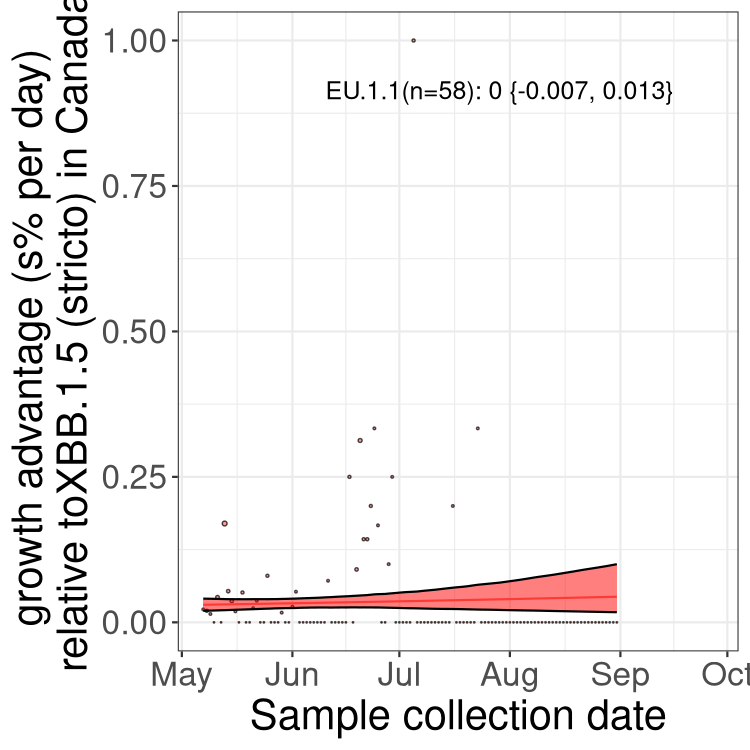 growth advantage (s% per day)
relative toXBB.1.5 (stricto) in Canada
1.00
0.75
0.50
0.25
0.00
EU.1.1(n=58): 0 {-0.007, 0.013}
May Jun Jul Aug Sep Oct
Sample collection date